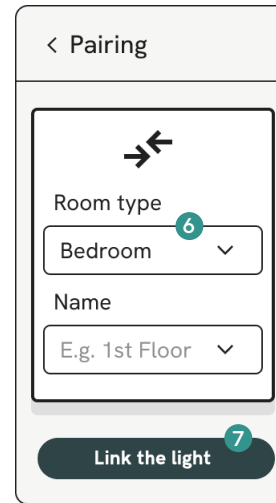 Pairing
Room type
6
Bedroom
Name
E.g. 1st Floor
7
Link the light